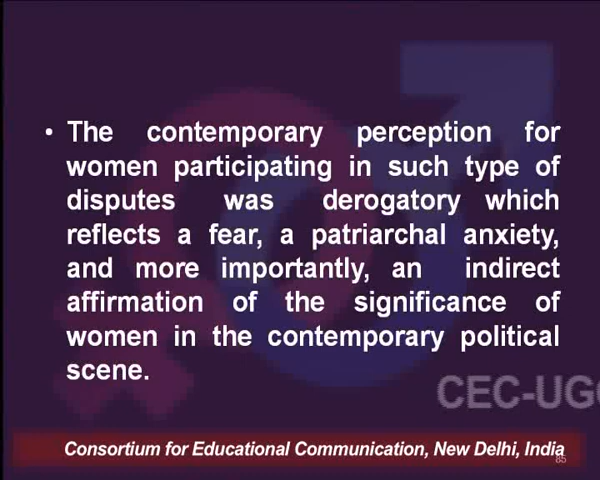 • The contemporary perception for
women participating in such type of
disputes was derogatory which
reflects a fear, a patriarchal anxiety,
and more importantly, an indirect
affirmation of the significance of
women in the contemporary political
scene.
CEC-UG
Consortium for Educational Communication, New Delhi, India
85